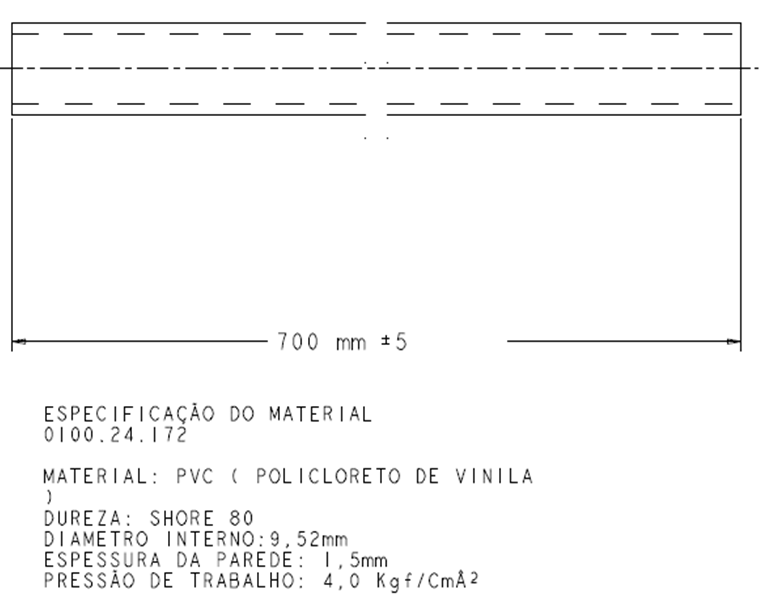 700 mm ±5
ESPECIFICAÇÃO DO MATERIAL
0100.24.172
MATERIAL: PVC ( POLICLORETO DE VINILA
)
DUREZA: SHORE 80
DIAMETRO INTERNO:9,52mm
ESPESSURA DA PAREDE: 1,5mm
PRESSÃO DE TRABALHO: 4,0 Kgf/CmÂ²